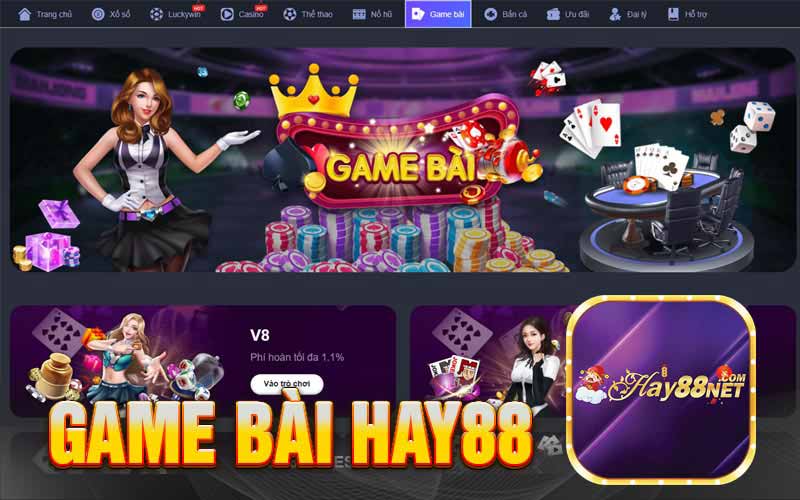 Trang chủ Xổ số Luckywin HOT Casino HOT Thể thao Nổ hũ Game bài Bắn cá Ưu đãi Đại lý Hỗ trợ
GAME BÀI
V8
Phí hoàn tối đa 1.1%
Vào trò chơi
Hay88NET
.COM
GAME BÀI HAY88